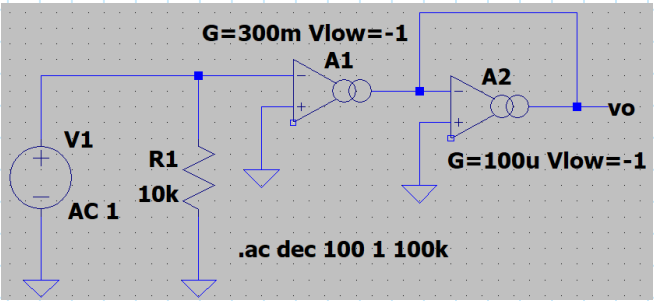 G=300m Vlow=-1
A1
A2
V1
R1
10k
AC 1
vo
G=100u Vlow=-1
.ac dec 100 1 100k